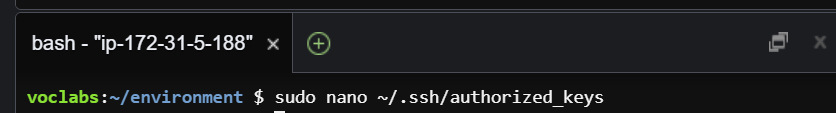 bash - "ip-172-31-5-188"
voclabs:~/environment $ sudo nano ~/.ssh/authorized_keys